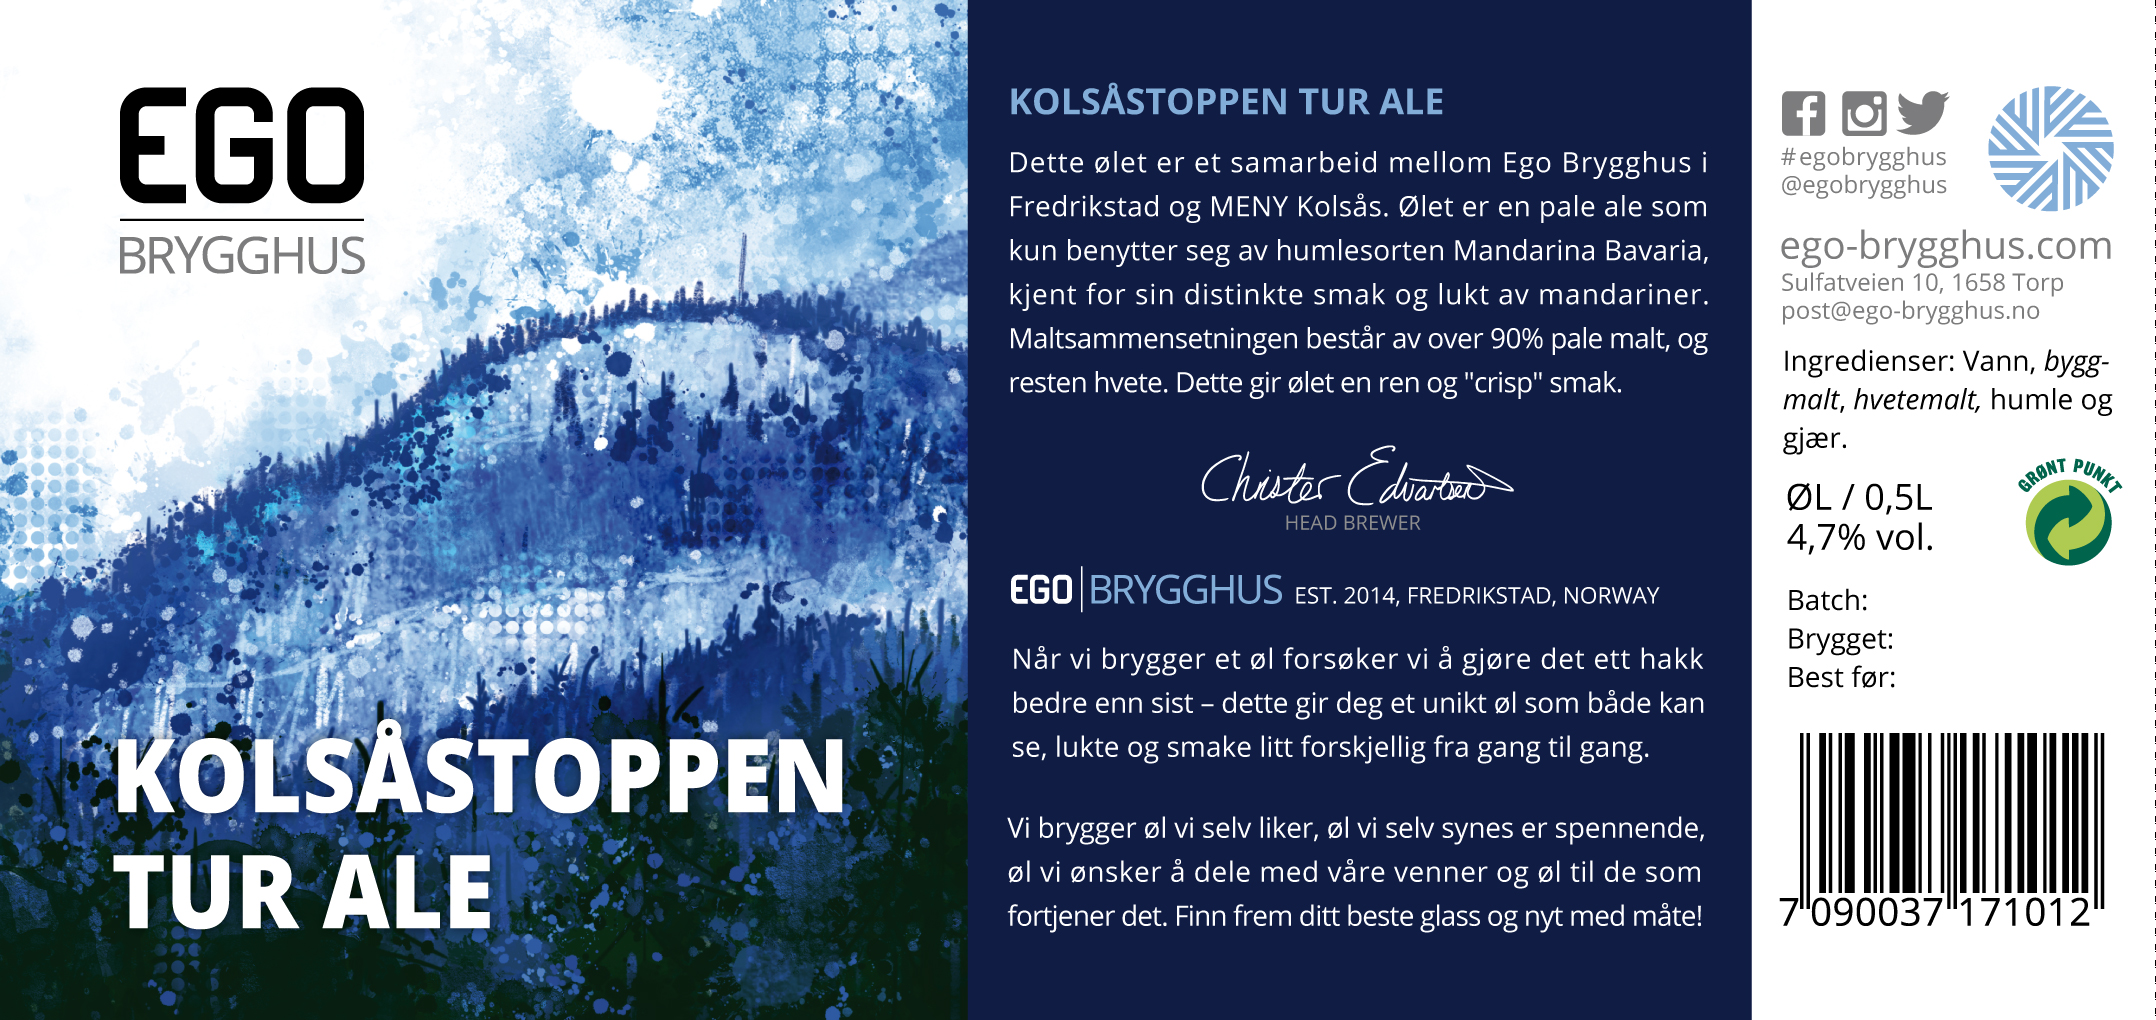 EGO
BRYGGHUS
KOLSÅSTOPPEN
TUR ALE
KOLSÅSTOPPEN TUR ALE
Dette ølet er et samarbeid mellom Ego Brygghus i
Fredrikstad og MENY Kolsås. Ølet er en pale ale som
kun benytter seg av humlesorten Mandarina Bavaria,
kjent for sin distinkte smak og lukt av mandariner.
Maltsammensetningen består av over 90% pale malt, og
resten hvete. Dette gir ølet en ren og "crisp" smak.
Christer Edvartsen
HEAD BREWER
EGO BRYGGHUS EST. 2014, FREDRIKSTAD, NORWAY
Når vi brygger et øl forsøker vi å gjøre det ett hakk
bedre enn sist – dette gir deg et unikt øl som både kan
se, lukte og smake litt forskjellig fra gang til gang.
Vi brygger øl vi selv liker, øl vi selv synes er spennende,
øl vi ønsker å dele med våre venner og øl til de som
fortjener det. Finn frem ditt beste glass og nyt med måte!
#egobrygghus
@egobrygghus
ego-brygghus.com
Sulfatveien 10, 1658 Torp
post@ego-brygghus.no
Ingredienser: Vann, bygg-
malt, hvetemalt, humle og
gjær.
GRØNT PUNKT
ØL / 0,5L
4,7% vol.
Batch:
Brygget:
Best før:
7 090037 171012